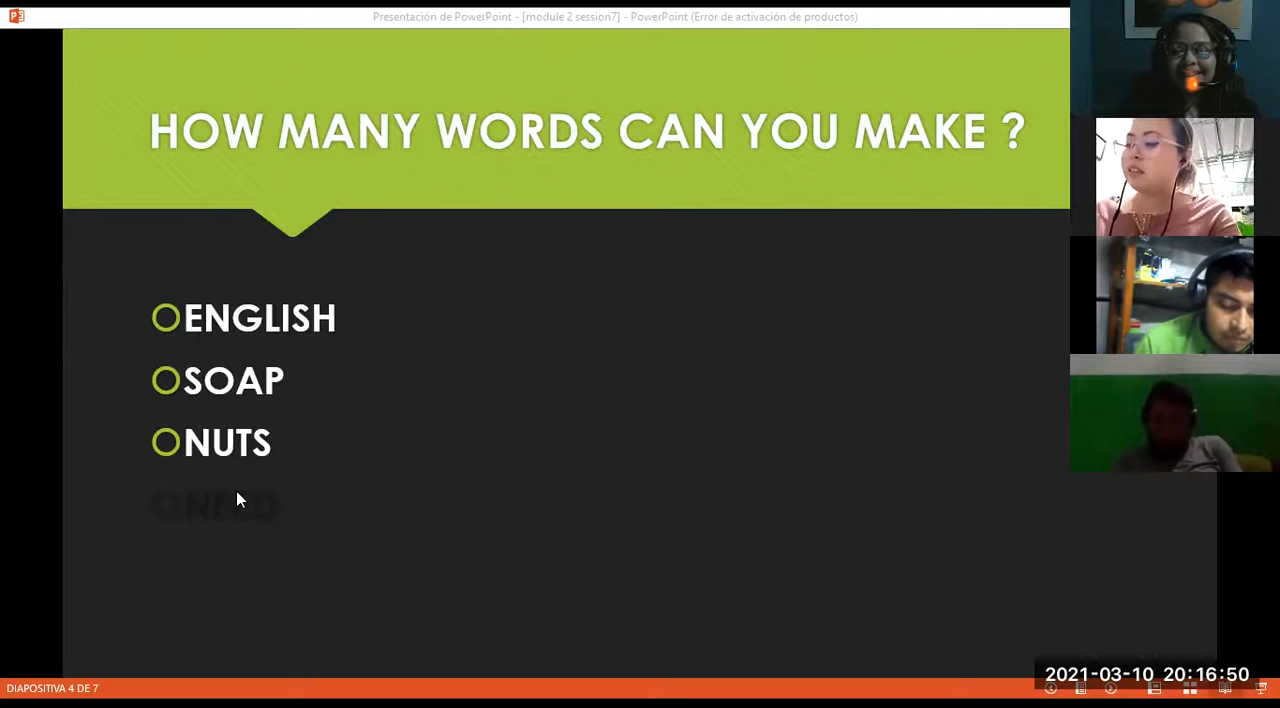 Presentación de PowerPoint - [module 2 session7] - PowerPoint (Error de activación de productos)
HOW MANY WORDS CAN YOU MAKE ?
ENGLISH
SOAP
NUTS
NEED
2021-03-10 20:16:50
DIAPOSITIVA 4 DE 7